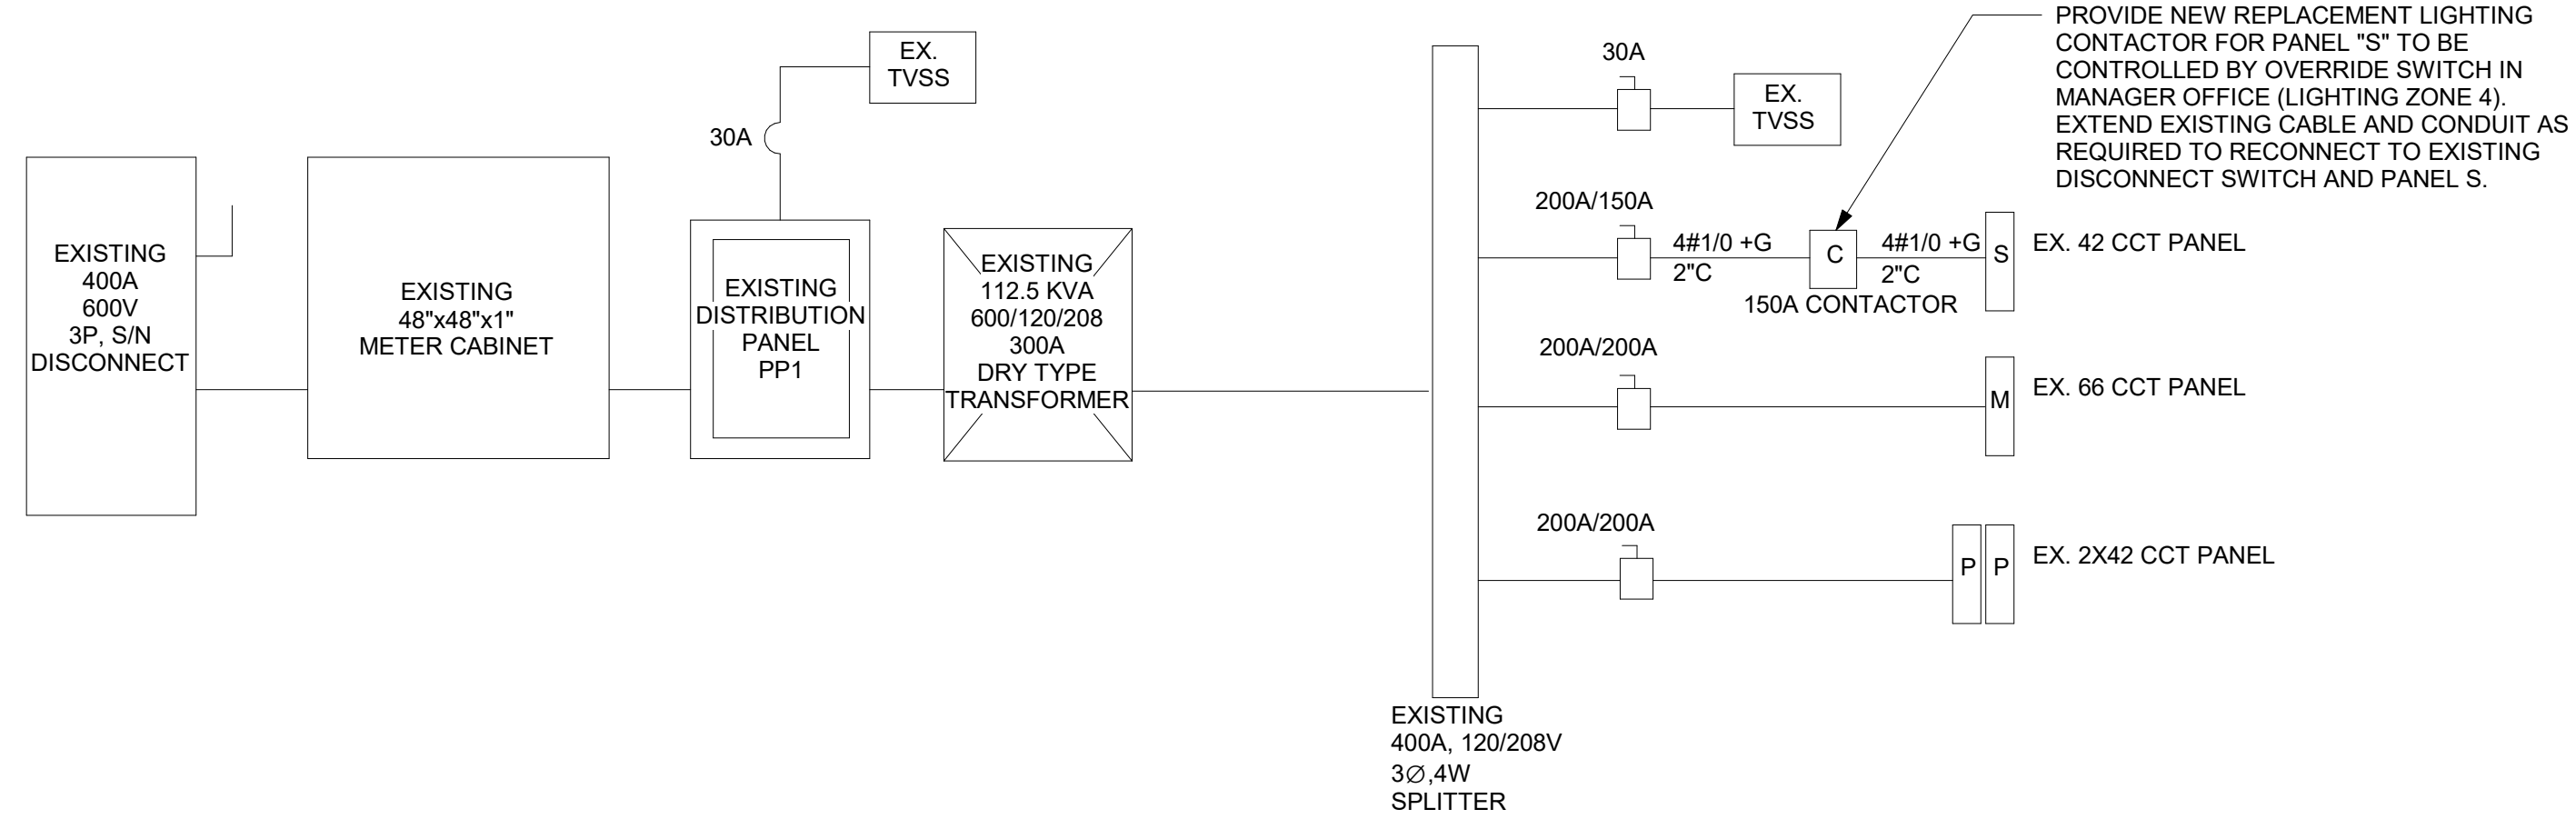 EXISTING
400A
600V
3P, S/N
DISCONNECT
EXISTING
48"x48"x1"
METER CABINET
EX.
TVSS
30A
EXISTING
DISTRIBUTION
PANEL
PP1
EXISTING
112.5 KVA
600/120/208
300A
DRY TYPE
TRANSFORMER
EXISTING
400A, 120/208V
3∅,4W
SPLITTER
30A
EX.
TVSS
PROVIDE NEW REPLACEMENT LIGHTING
CONTACTOR FOR PANEL "S" TO BE
CONTROLLED BY OVERRIDE SWITCH IN
MANAGER OFFICE (LIGHTING ZONE 4).
EXTEND EXISTING CABLE AND CONDUIT AS
REQUIRED TO RECONNECT TO EXISTING
DISCONNECT SWITCH AND PANEL S.
200A/150A
4#1/0 +G
2"C
C
150A CONTACTOR
4#1/0 +G
2"C
S
EX. 42 CCT PANEL
200A/200A
M
EX. 66 CCT PANEL
200A/200A
P
P
EX. 2X42 CCT PANEL